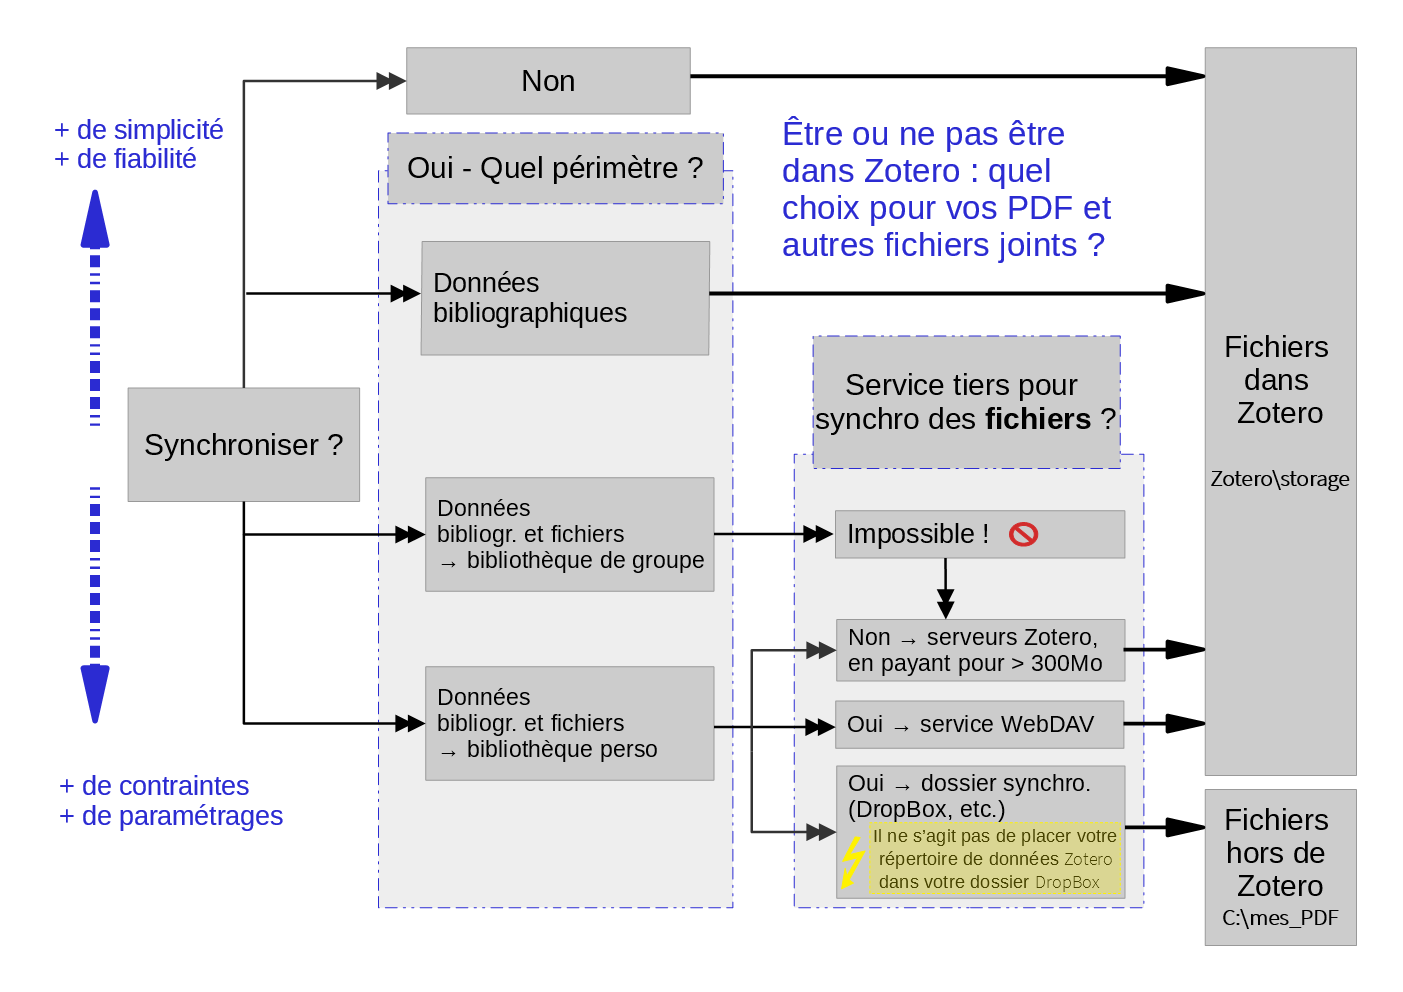 Non
+ de simplicité
+ de fiabilité
Oui - Quel périmètre ?
Être ou ne pas être
dans Zotero : quel
choix pour vos PDF et
autres fichiers joints ?
Données
bibliographiques
Synchroniser ?
Service tiers pour
synchro des fichiers ?
Fichiers
dans
Zotero
Zotero\storage
Données
bibliogr. et fichiers
→ bibliothèque de groupe
Impossible !
Non → serveurs Zotero,
en payant pour > 300Mo
Données
bibliogr. et fichiers
→ bibliothèque perso
Oui → service WebDAV
Oui → dossier synchro.
(DropBox, etc.)
Il ne s'agit pas de placer votre
répertoire de données Zotero
dans votre dossier DropBox
+ de contraintes
+ de paramétrages
Fichiers
hors de
Zotero
C:\mes_PDF